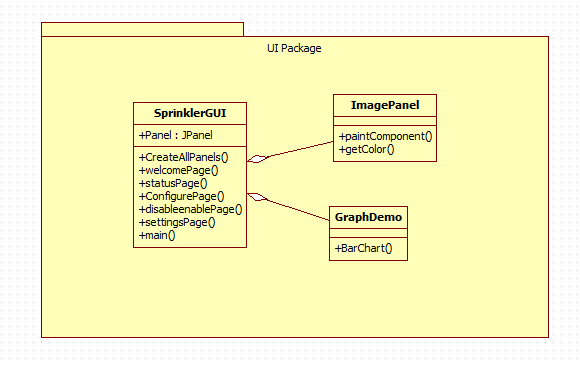 UI Package
SprinklerGUI
+Panel : JPanel
+CreateAllPanels()
+welcomePage()
+statusPage()
+ConfigurePage()
+disableenablePage()
+settingsPage()
+main()
ImagePanel
+paintComponent()
+getColor()
GraphDemo
+BarChart()